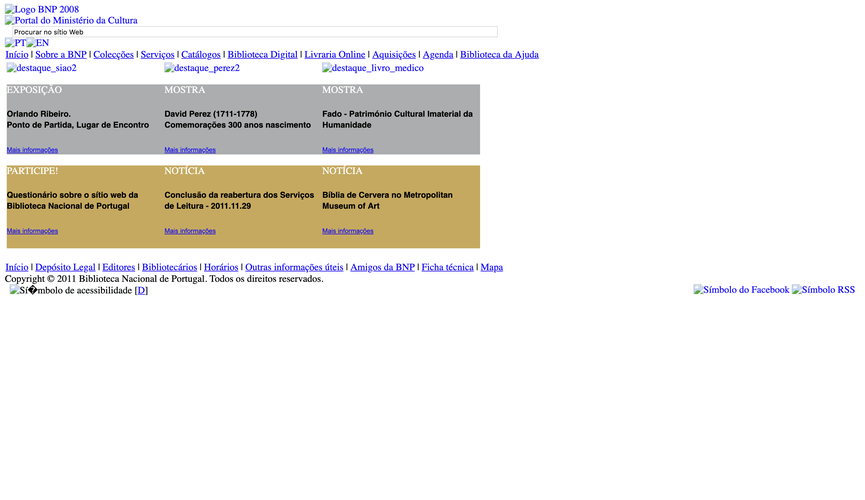 Logo BNP 2008
Portal do Ministério da Cultura
Procurar no sítio Web
PT EN
Início | Sobre a BNP | Colecções | Serviços | Catálogos | Biblioteca Digital | Livraria Online | Aquisições | Agenda | Biblioteca da Ajuda
destaque_siao2 destaque_perez2 destaque_livro_medico
EXPOSIÇÃO
Orlando Ribeiro.
Ponto de Partida, Lugar de Encontro
Mais informações
MOSTRA
David Perez (1711-1778)
Comemorações 300 anos nascimento
Mais informações
MOSTRA
Fado - Património Cultural Imaterial da
Humanidade
Mais informações
PARTICIPE!
Questionário sobre o sítio web da
Biblioteca Nacional de Portugal
Mais informações
NOTÍCIA
Conclusão da reabertura dos Serviços
de Leitura - 2011.11.29
Mais informações
NOTÍCIA
Bíblia de Cervera no Metropolitan
Museum of Art
Mais informações
Início | Depósito Legal | Editores | Bibliotecários | Horários | Outras informações úteis | Amigos da BNP | Ficha técnica | Mapa
Copyright © 2011 Biblioteca Nacional de Portugal. Todos os direitos reservados.
Sí�mbolo de acessibilidade [D] Símbolo do Facebook Símbolo RSS